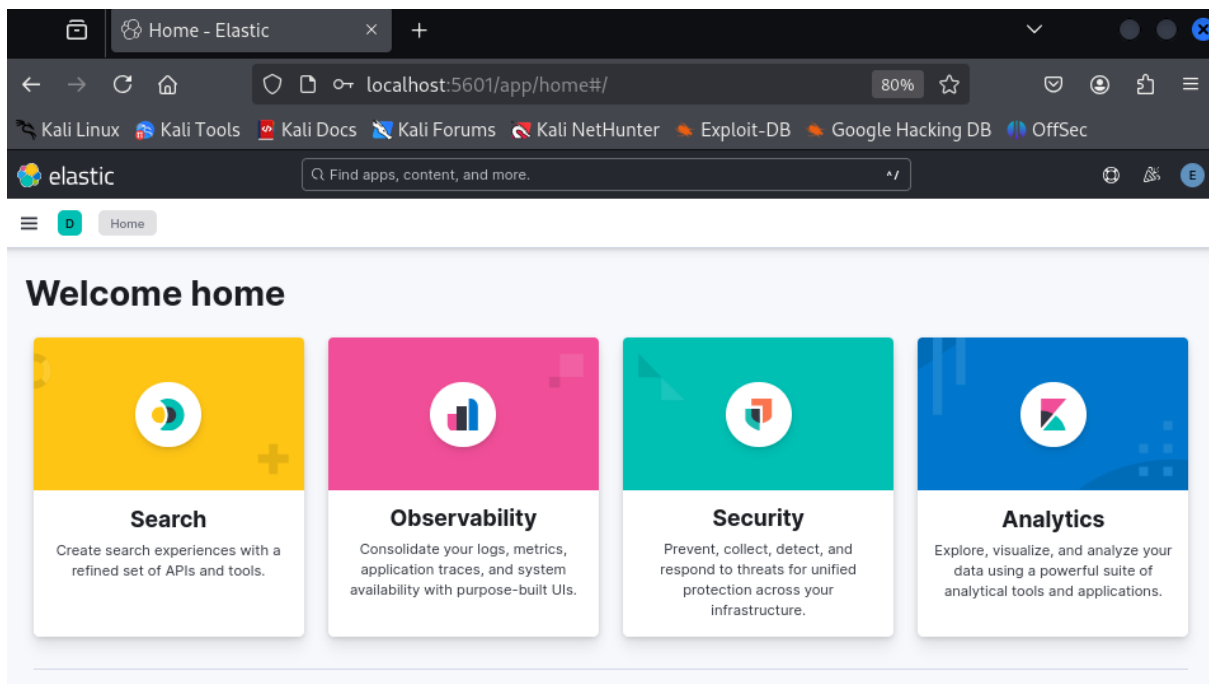 Home - Elastic
localhost:5601/app/home#/
80%
Kali Linux Kali Tools Kali Docs Kali Forums Kali NetHunter Exploit-DB Google Hacking DB OffSec
elastic
Find apps, content, and more.
^/
E
D
Home
Welcome home
Search
Create search experiences with a
refined set of APIs and tools.
Observability
Consolidate your logs, metrics,
application traces, and system
availability with purpose-built UIs.
Security
Prevent, collect, detect, and
respond to threats for unified
protection across your
infrastructure.
Analytics
Explore, visualize, and analyze your
data using a powerful suite of
analytical tools and applications.